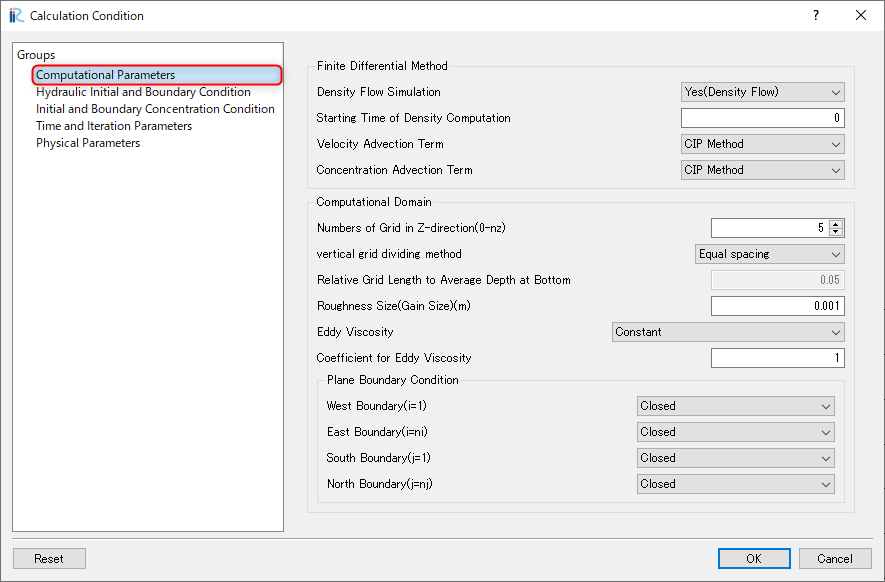 Calculation Condition
?
Groups
Computational Parameters
Hydraulic Initial and Boundary Condition
Initial and Boundary Concentration Condition
Time and Iteration Parameters
Physical Parameters
Finite Differential Method
Density Flow Simulation Yes(Density Flow)
Starting Time of Density Computation 0
Velocity Advection Term CIP Method
Concentration Advection Term CIP Method
Computational Domain
Numbers of Grid in Z-direction(0-nz) 5
vertical grid dividing method Equal spacing
Relative Grid Length to Average Depth at Bottom 0.05
Roughness Size(Gain Size)(m) 0.001
Eddy Viscosity Constant
Coefficient for Eddy Viscosity 1
Plane Boundary Condition
West Boundary(i=1) Closed
East Boundary(i=ni) Closed
South Boundary(j=1) Closed
North Boundary(j=nj) Closed
Reset OK Cancel